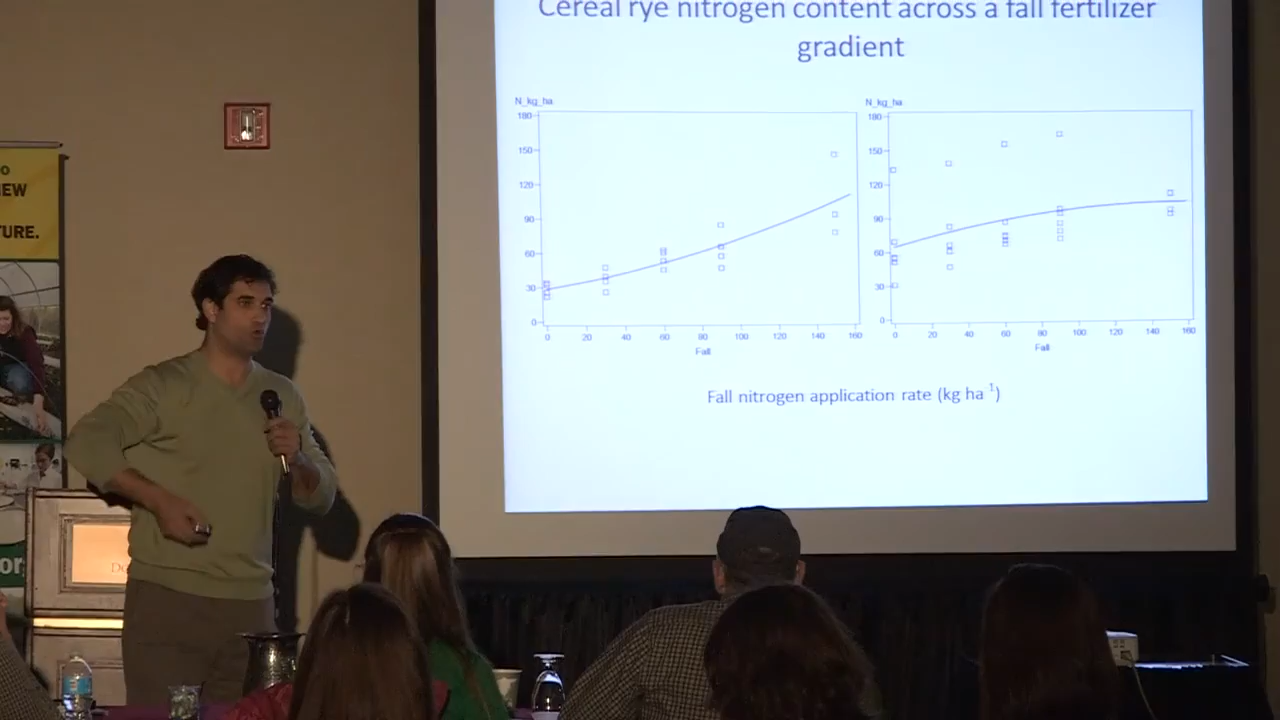 Cereal rye nitrogen content across a fall fertilizer
gradient
N_kg_ha
180
150
120
90
60
30
0
0 20 40 60 80 100 120 140 160
Fall
N_kg_ha
180
150
120
90
60
30
0
0 20 40 60 80 100 120 140 160
Fall
Fall nitrogen application rate (kg ha 1)
o
EW
TURE.
or
Do